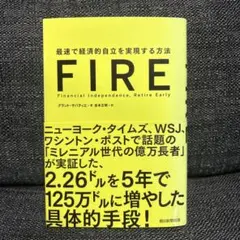 最速で経済的自立を実現する方法
FIRE
Financial Independence, Retire Early
グラント・サバティエ・著 岩本正明・訳
ニューヨーク・タイムズ、WSJ、
ワシントン・ポストで話題の
「ミレニアル世代の億万長者」
が実証した、
2.26ドルを5年で
125万ドルに増やした
具体的手段!
朝日新聞出版